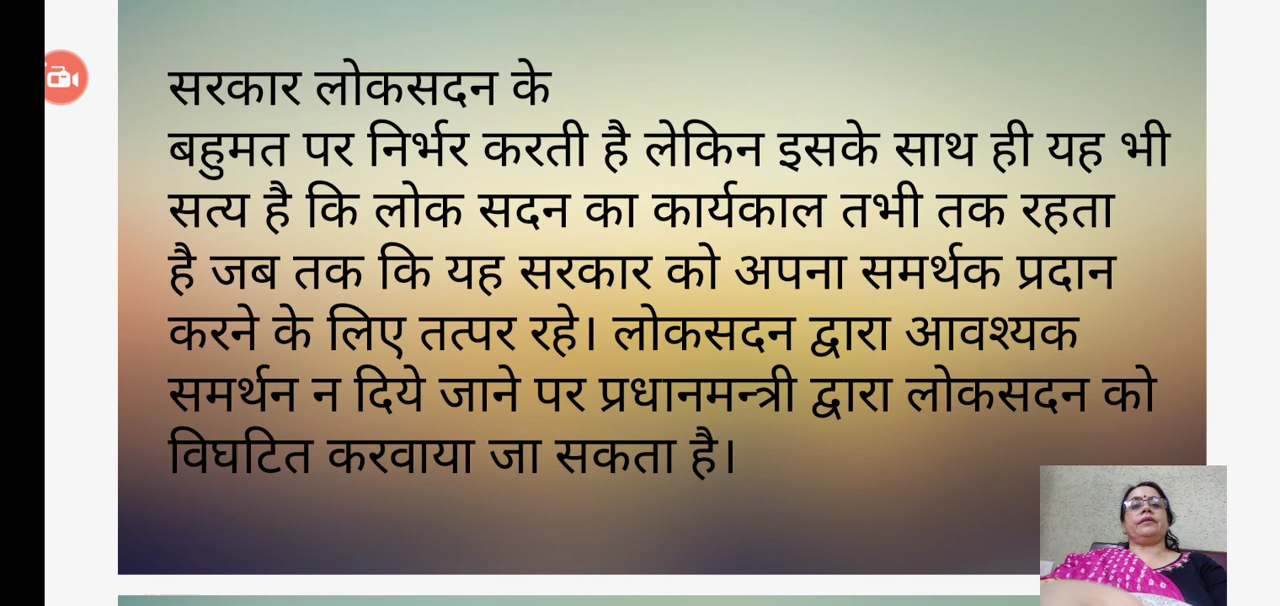 सरकार लोकसदन के
बहुमत पर निर्भर करती है लेकिन इसके साथ ही यह भी
सत्य है कि लोक सदन का कार्यकाल तभी तक रहता
है जब तक कि यह सरकार को अपना समर्थक प्रदान
करने के लिए तत्पर रहे। लोकसदन द्वारा आवश्यक
समर्थन न दिये जाने पर प्रधानमन्त्री द्वारा लोकसदन को
विघटित करवाया जा सकता है।